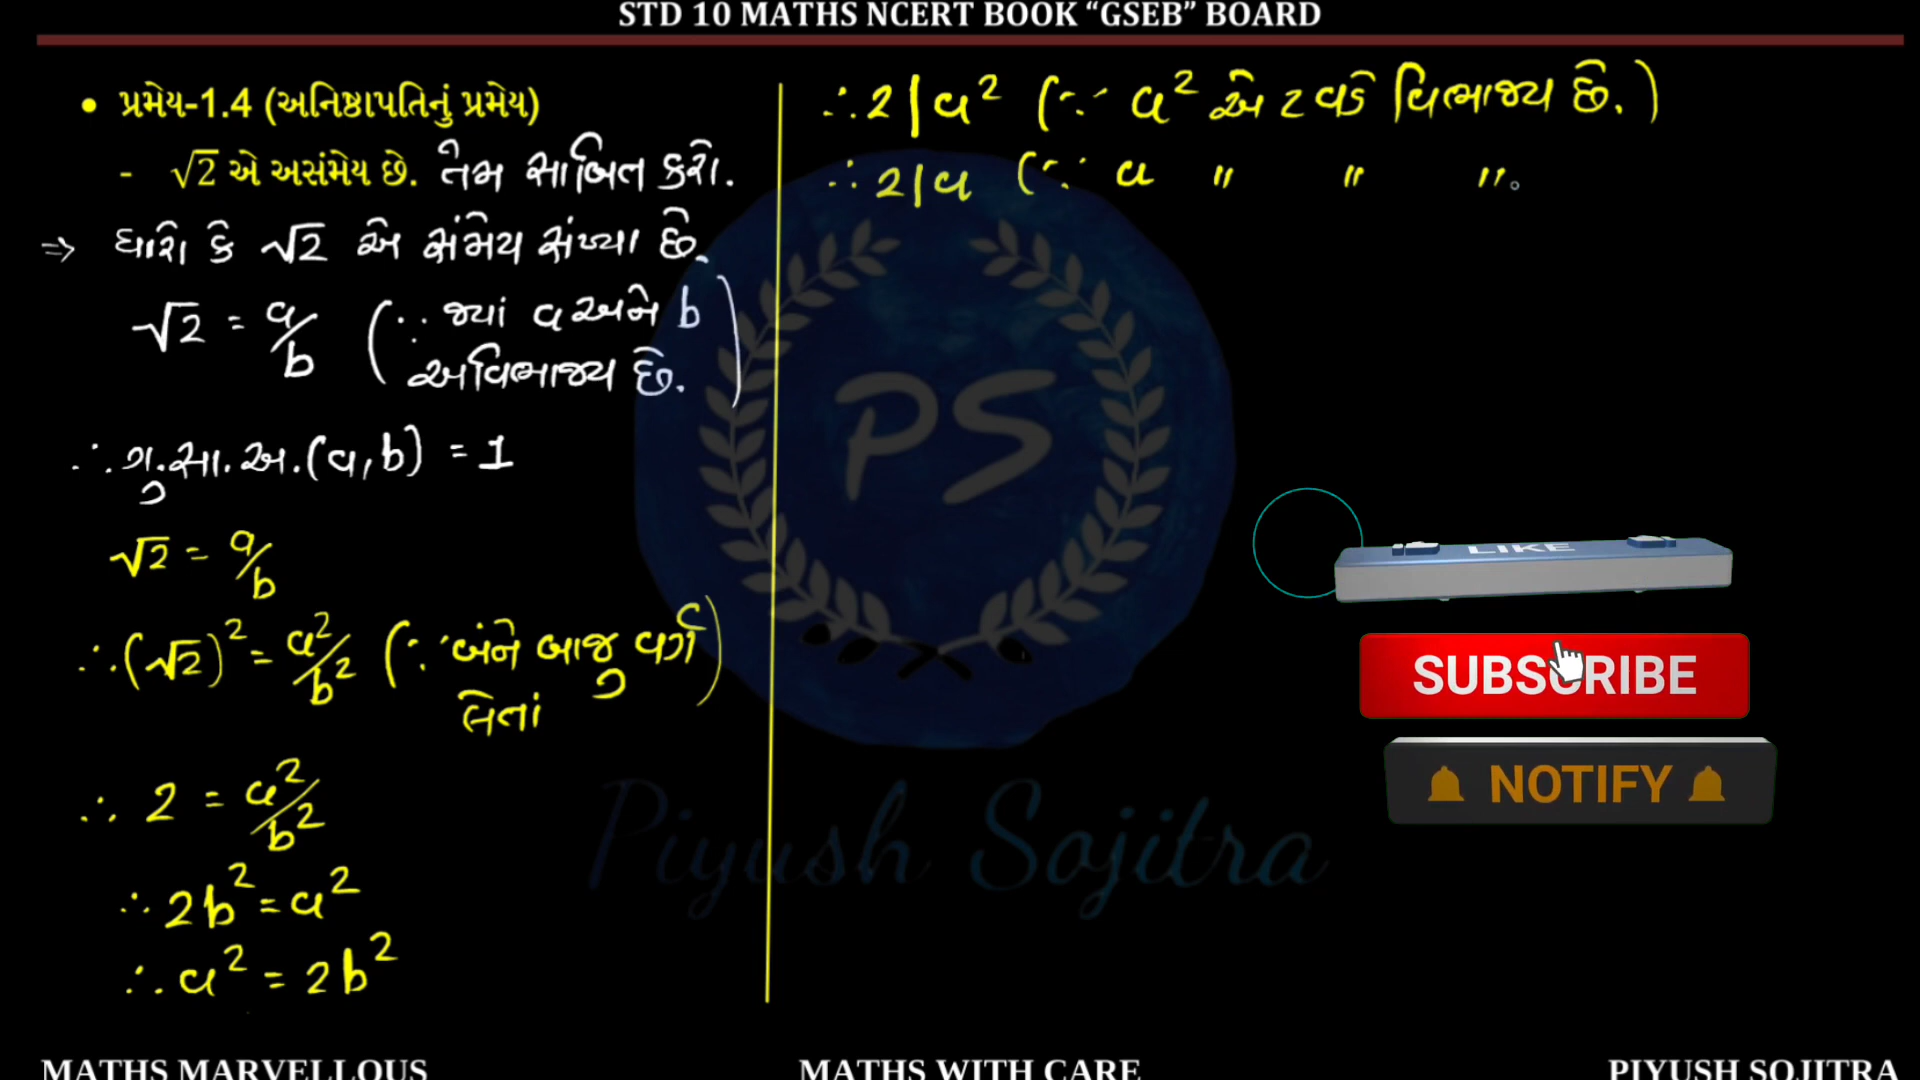 STD 10 MATHS NCERT BOOK “GSEB” BOARD
• પ્રમેય-1.4 (અનિષ્ઠાપતિનું પ્રમેય)
- √2 એ અસંમેય છે. તેમ સાબિત કરો.
⇒ ધારો કે √2 એ સંમેય સંખ્યા છે.
√2 = a/b (∵ જ્યાં a અને b
અવિભાજ્ય છે.)
∴ ગુ.સા.અ.(a,b) = 1
√2 = a/b
∴ (√2)² = a²/b² (∵ બંને બાજુ વર્ગ
લેતાં)
∴ 2 = a²/b²
∴ 2b² = a²
∴ a² = 2b²
∴ 2|a² (∵ a² એ 2 વડે વિભાજ્ય છે.)
∴ 2|a (∵ a " " ".
PS
Piyush Sojitra
LIKE
SUBSCRIBE
NOTIFY
MATHS MARVELLOUS
MATHS WITH CARE
PIYUSH SOJITRA